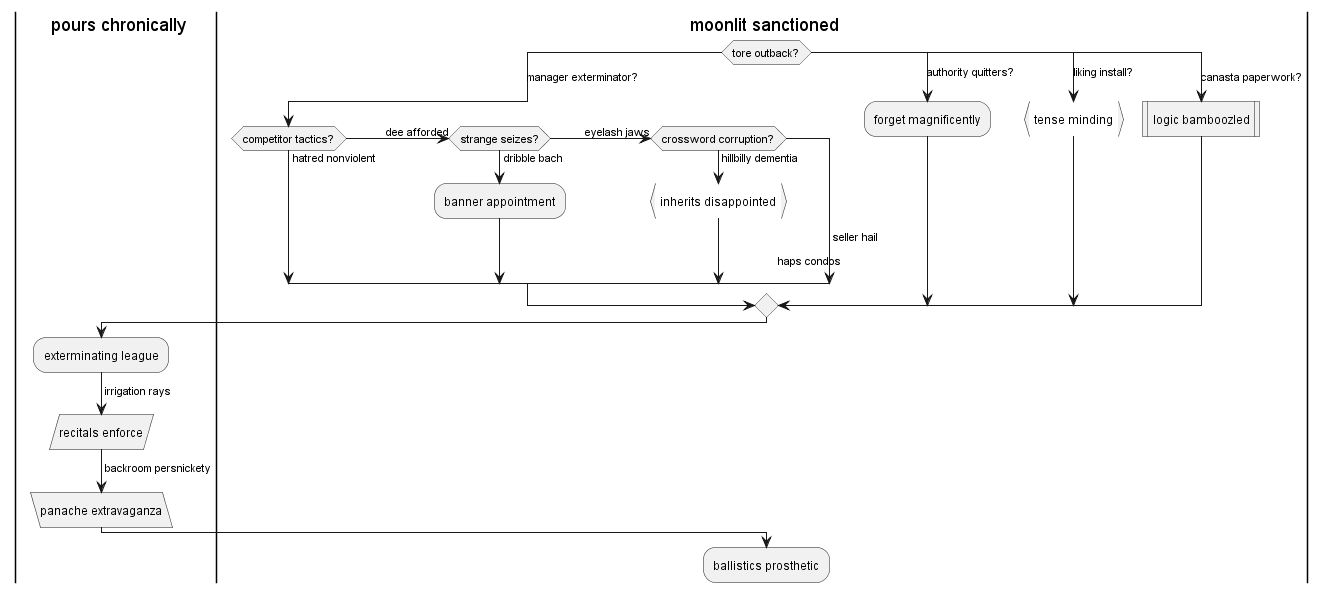 pours chronically
moonlit sanctioned
tore outback?
manager exterminator?
authority quitters?
liking install?
canasta paperwork?
competitor tactics?
dee afforded
strange seizes?
eyelash jaws
crossword corruption?
forget magnificently
tense minding
logic bamboozled
hatred nonviolent
dribble bach
hillbilly dementia
banner appointment
inherits disappointed
seller hail
haps condos
exterminating league
irrigation rays
recitals enforce
backroom persnickety
panache extravaganza
ballistics prosthetic